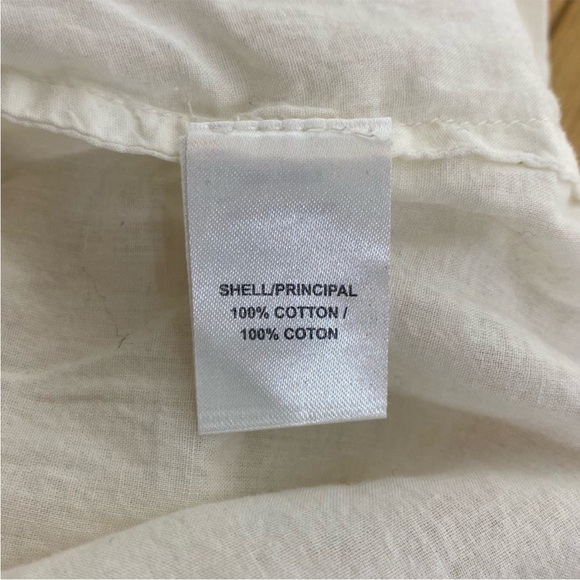 SHELL/PRINCIPAL
100% COTTON /
100% COTON